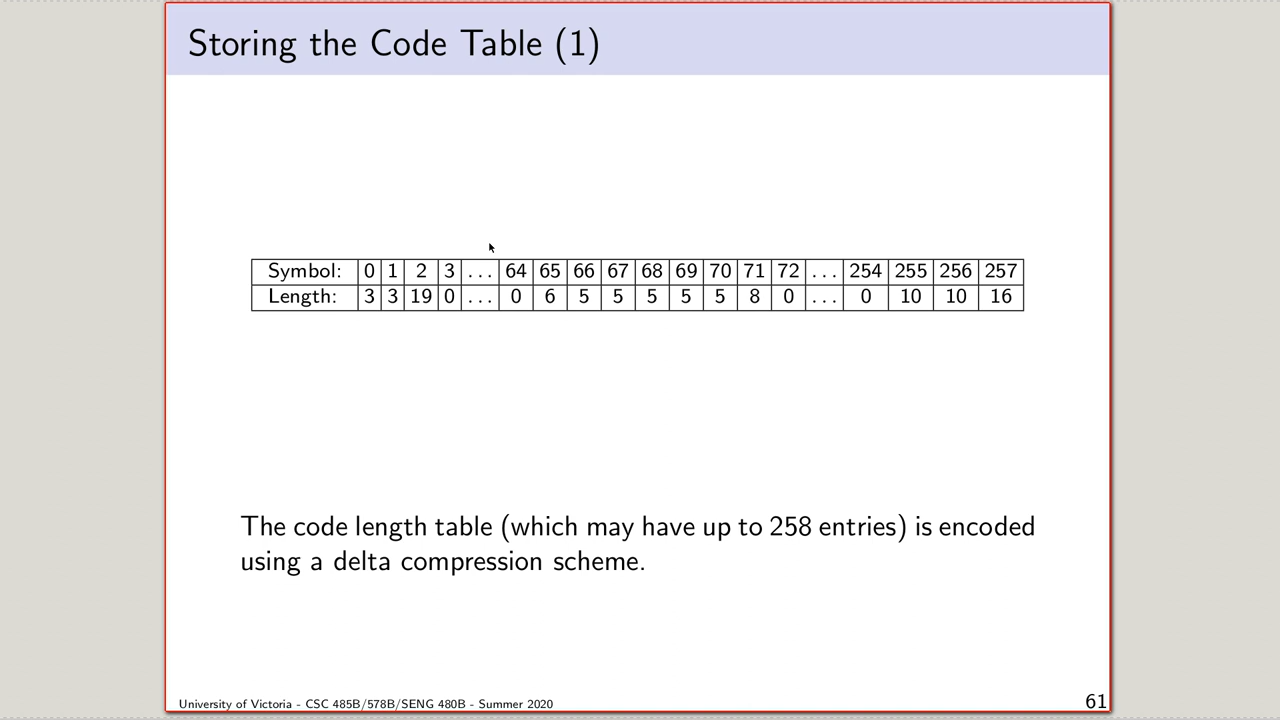 Storing the Code Table (1)
Symbol: 0 1 2 3 ... 64 65 66 67 68 69 70 71 72 ... 254 255 256 257
Length: 3 3 19 0 ... 0 6 5 5 5 5 5 8 0 ... 0 10 10 16
The code length table (which may have up to 258 entries) is encoded
using a delta compression scheme.
University of Victoria - CSC 485B/578B/SENG 480B - Summer 2020
61